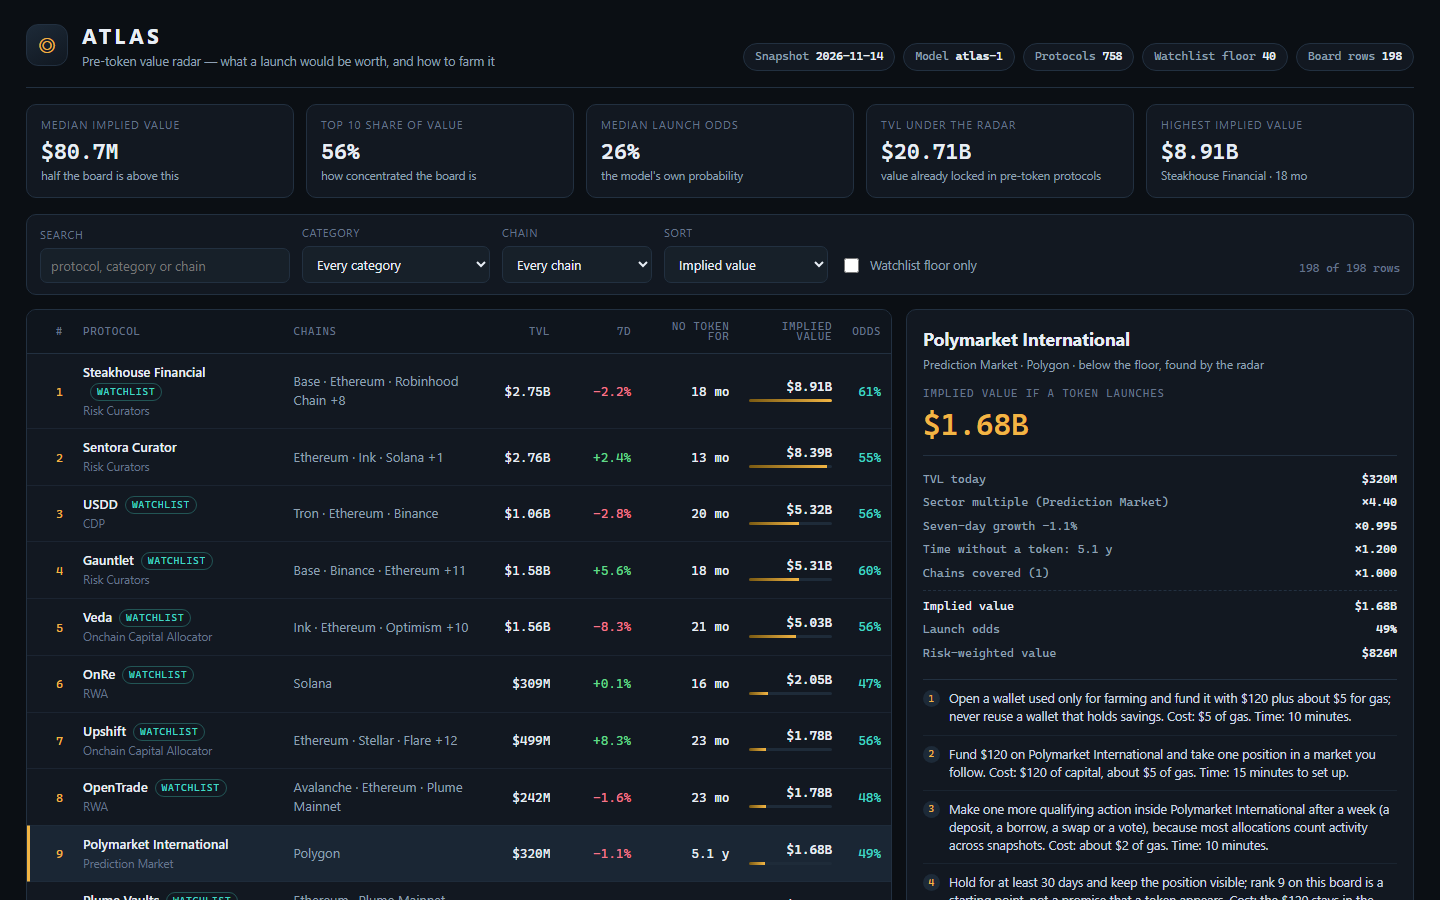 ATLAS
Pre-token value radar — what a launch would be worth, and how to farm it
Snapshot 2026-11-14
Model atlas-1
Protocols 758
Watchlist floor 40
Board rows 198
MEDIAN IMPLIED VALUE
$80.7M
half the board is above this
TOP 10 SHARE OF VALUE
56%
how concentrated the board is
MEDIAN LAUNCH ODDS
26%
the model's own probability
TVL UNDER THE RADAR
$20.71B
value already locked in pre-token protocols
HIGHEST IMPLIED VALUE
$8.91B
Steakhouse Financial · 18 mo
SEARCH
protocol, category or chain
CATEGORY
Every category
CHAIN
Every chain
SORT
Implied value
Watchlist floor only
198 of 198 rows
# PROTOCOL CHAINS TVL 7D NO TOKEN FOR IMPLIED VALUE ODDS
1 Steakhouse Financial WATCHLIST Risk Curators Base · Ethereum · Robinhood Chain +8 $2.75B −2.2% 18 mo $8.91B 61%
2 Sentora Curator Risk Curators Ethereum · Ink · Solana +1 $2.76B +2.4% 13 mo $8.39B 55%
3 USDD WATCHLIST CDP Tron · Ethereum · Binance $1.06B −2.8% 20 mo $5.32B 56%
4 Gauntlet WATCHLIST Risk Curators Base · Binance · Ethereum +11 $1.58B +5.6% 18 mo $5.31B 60%
5 Veda WATCHLIST Onchain Capital Allocator Ink · Ethereum · Optimism +10 $1.56B −8.3% 21 mo $5.03B 56%
6 OnRe WATCHLIST RWA Solana $309M +0.1% 16 mo $2.05B 47%
7 Upshift WATCHLIST Onchain Capital Allocator Ethereum · Stellar · Flare +12 $499M +8.3% 23 mo $1.78B 56%
8 OpenTrade WATCHLIST RWA Avalanche · Ethereum · Plume Mainnet $242M −1.6% 23 mo $1.78B 48%
9 Polymarket International Prediction Market Polygon $320M −1.1% 5.1 y $1.68B 49%
Plume Vaults WATCHLIST Ethereum · Plume Mainnet
Polymarket International
Prediction Market · Polygon · below the floor, found by the radar
IMPLIED VALUE IF A TOKEN LAUNCHES
$1.68B
TVL today $320M
Sector multiple (Prediction Market) ×4.40
Seven-day growth −1.1% ×0.995
Time without a token: 5.1 y ×1.200
Chains covered (1) ×1.000
Implied value $1.68B
Launch odds 49%
Risk-weighted value $826M
1 Open a wallet used only for farming and fund it with $120 plus about $5 for gas;
never reuse a wallet that holds savings. Cost: $5 of gas. Time: 10 minutes.
2 Fund $120 on Polymarket International and take one position in a market you
follow. Cost: $120 of capital, about $5 of gas. Time: 15 minutes to set up.
3 Make one more qualifying action inside Polymarket International after a week (a
deposit, a borrow, a swap or a vote), because most allocations count activity
across snapshots. Cost: about $2 of gas. Time: 10 minutes.
4 Hold for at least 30 days and keep the position visible; rank 9 on this board is a
starting point, not a promise that a token appears. Cost: the $120 stays in the